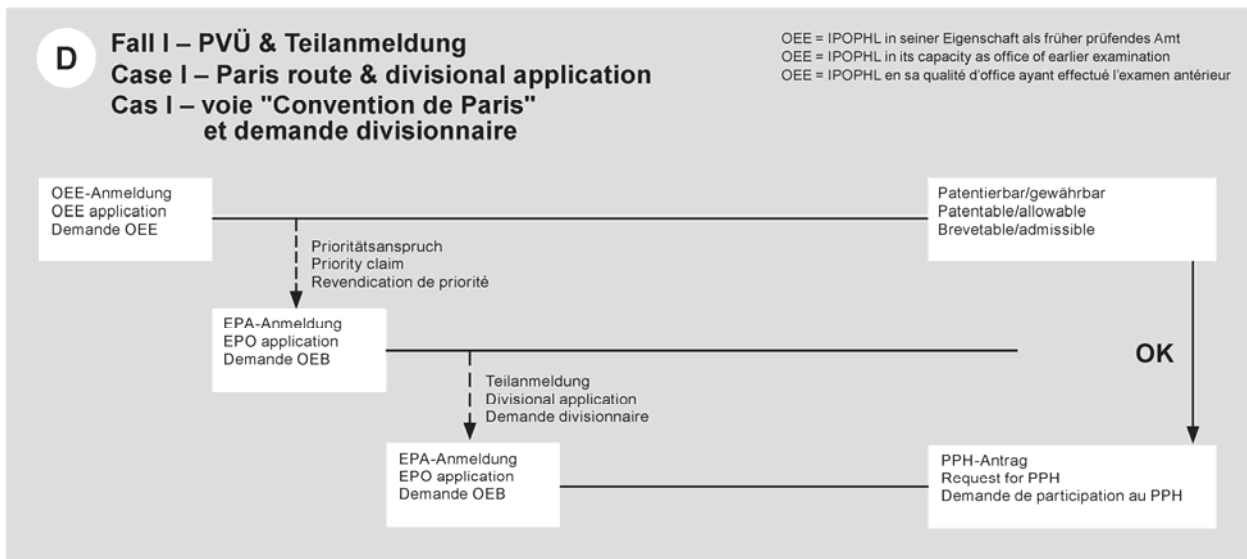 D
Fall I – PVÜ & Teilanmeldung
Case I – Paris route & divisional application
Cas I – voie "Convention de Paris"
et demande divisionnaire
OEE = IPOPHL in seiner Eigenschaft als früher prüfendes Amt
OEE = IPOPHL in its capacity as office of earlier examination
OEE = IPOPHL en sa qualité d'office ayant effectué l'examen antérieur
OEE-Anmeldung
OEE application
Demande OEE
Patentierbar/gewährbar
Patentable/allowable
Brevetable/admissible
Prioritätsanspruch
Priority claim
Revendication de priorité
EPA-Anmeldung
EPO application
Demande OEB
OK
Teilanmeldung
Divisional application
Demande divisionnaire
EPA-Anmeldung
EPO application
Demande OEB
PPH-Antrag
Request for PPH
Demande de participation au PPH